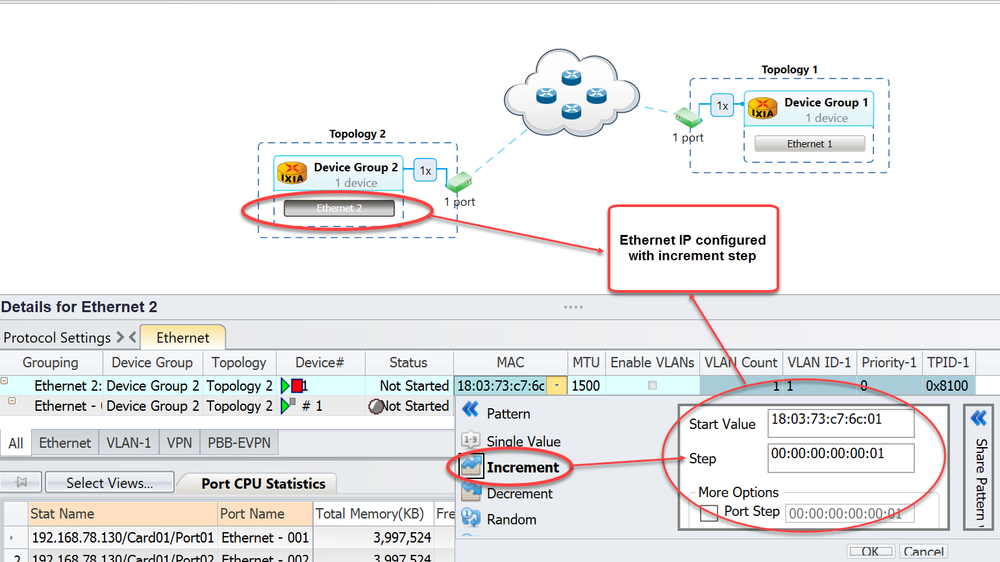 Topology 1
Device Group 1
1 device
1x
IXIA
1 port
Ethernet 1
Topology 2
Device Group 2
1 device
1x
IXIA
1 port
Ethernet 2
Ethernet IP configured
with increment step
Details for Ethernet 2
Protocol Settings
Ethernet
Grouping Device Group Topology Device# Status MAC MTU Enable VLANs VLAN Count VLAN ID-1 Priority-1 TPID-1
Ethernet 2: Device Group 2 Topology 2 1 Not Started 18:03:73:c7:6c 1500 1 1 0 0x8100
Ethernet - Device Group 2 Topology 2 # 1 Not Started
All Ethernet VLAN-1 VPN PBB-EVPN
Pattern
1-9 Single Value
Increment
Decrement
Random
Start Value 18:03:73:c7:6c:01
Step 00:00:00:00:00:01
More Options
Port Step 00:00:00:00:00:01
Share Pattern
OK Cancel
Select Views...
Port CPU Statistics
Stat Name Port Name Total Memory(KB) Fre
192.168.78.130/Card01/Port01 Ethernet - 001 3,997,524
2 192.168.78.130/Card01/Port02 Ethernet - 002 3,997,524